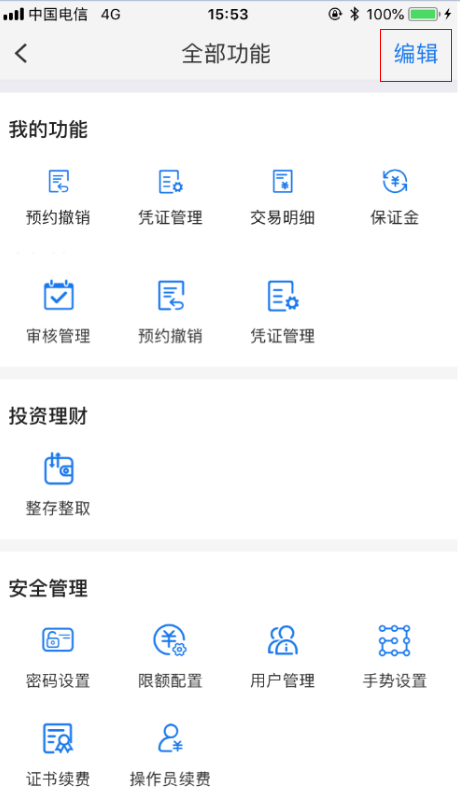 中国电信 4G 15:53 100%
全部功能 编辑
我的功能
预约撤销 凭证管理 交易明细 保证金
审核管理 预约撤销 凭证管理
投资理财
整存整取
安全管理
密码设置 限额配置 用户管理 手势设置
证书续费 操作员续费